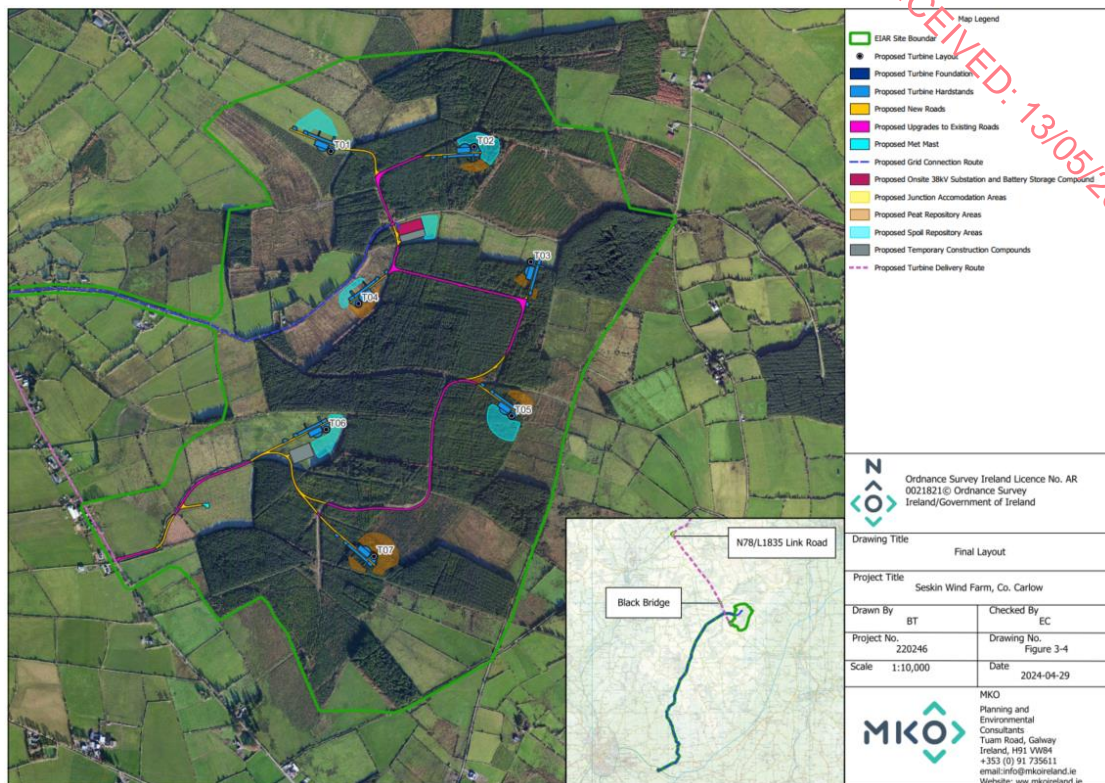 RECEIVED: 13/05/20
Map Legend
EIAR Site Boundar
Proposed Turbine Layout
Proposed Turbine Foundation
Proposed Turbine Hardstands
Proposed New Roads
Proposed Upgrades to Existing Roads
Proposed Met Mast
Proposed Grid Connection Route
Proposed Onsite 38kV Substation and Battery Storage Compound
Proposed Junction Accomodation Areas
Proposed Peat Repository Areas
Proposed Spoil Repository Areas
Proposed Temporary Construction Compounds
Proposed Turbine Delivery Route
T01
T02
T03
T04
T05
T06
T07
N78/L1835 Link Road
Black Bridge
N
Ordnance Survey Ireland Licence No. AR
0021821© Ordnance Survey
Ireland/Government of Ireland
Drawing Title
Final Layout
Project Title
Seskin Wind Farm, Co. Carlow
Drawn By
BT
Checked By
EC
Project No.
220246
Drawing No.
Figure 3-4
Scale 1:10,000
Date
2024-04-29
MKO
MKO
Planning and
Environmental
Consultants
Tuam Road, Galway
Ireland, H91 VW84
+353 (0) 91 735611
email:info@mkoireland.ie
Website: ww.mkoireland.ie